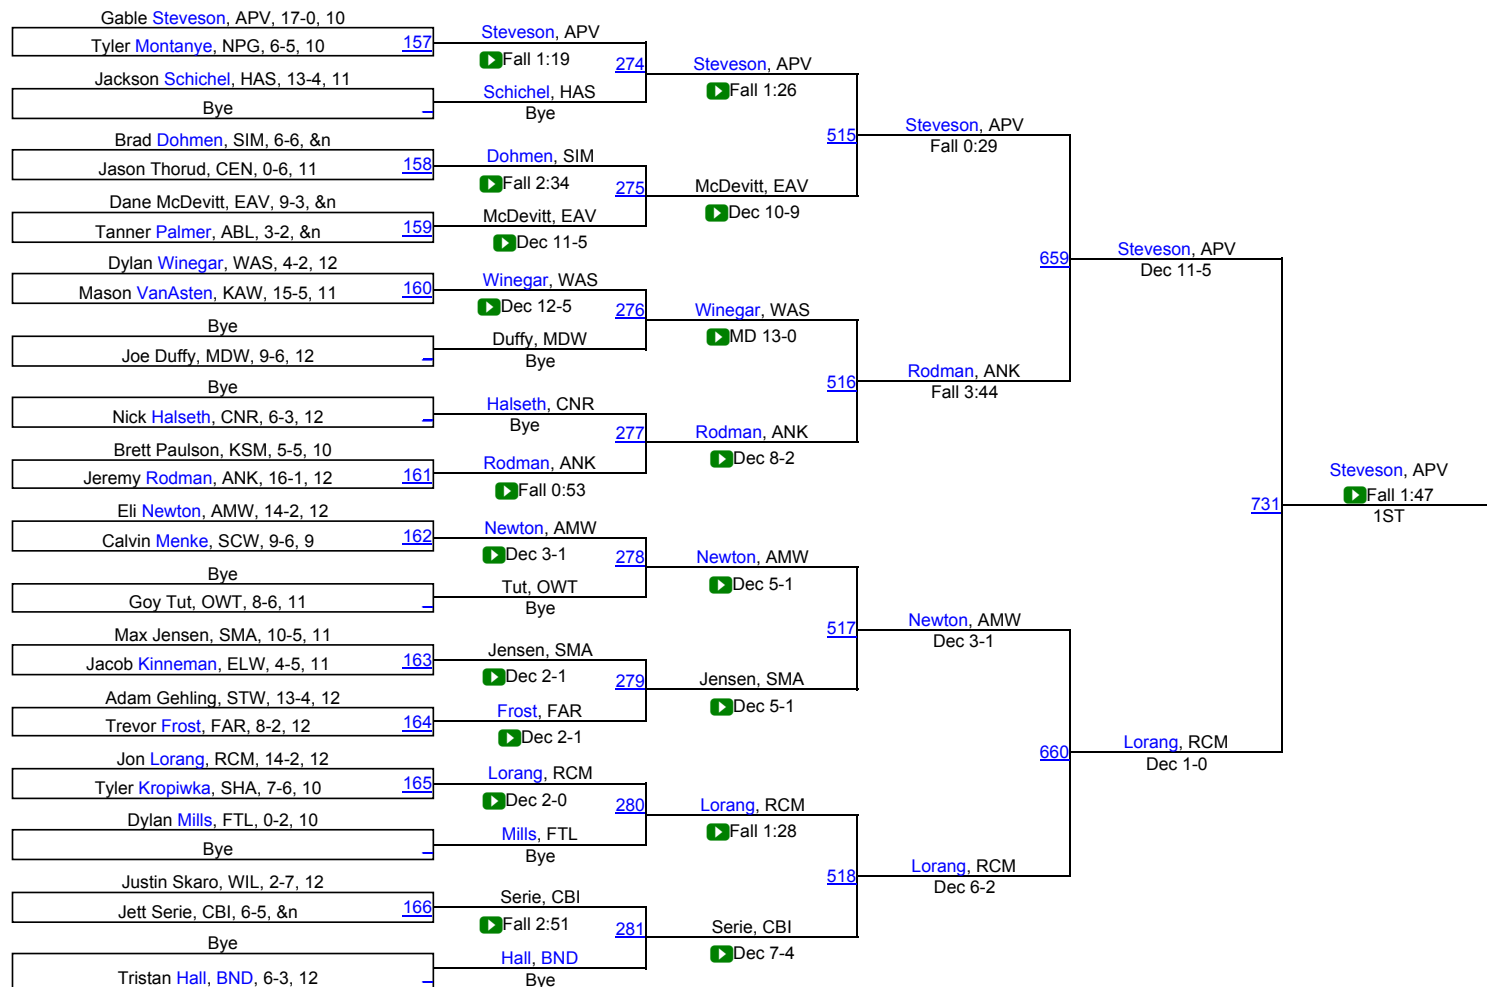 Gable Steveson, APV, 17-0, 10
Tyler Montanye, NPG, 6-5, 10
157
Jackson Schichel, HAS, 13-4, 11
Bye
Brad Dohmen, SIM, 6-6, &n
Jason Thorud, CEN, 0-6, 11
158
Dane McDevitt, EAV, 9-3, &n
Tanner Palmer, ABL, 3-2, &n
159
Dylan Winegar, WAS, 4-2, 12
Mason VanAsten, KAW, 15-5, 11
160
Bye
Joe Duffy, MDW, 9-6, 12
Bye
Nick Halseth, CNR, 6-3, 12
Brett Paulson, KSM, 5-5, 10
Jeremy Rodman, ANK, 16-1, 12
161
Eli Newton, AMW, 14-2, 12
Calvin Menke, SCW, 9-6, 9
162
Bye
Goy Tut, OWT, 8-6, 11
Max Jensen, SMA, 10-5, 11
Jacob Kinneman, ELW, 4-5, 11
163
Adam Gehling, STW, 13-4, 12
Trevor Frost, FAR, 8-2, 12
164
Jon Lorang, RCM, 14-2, 12
Tyler Kropiwka, SHA, 7-6, 10
165
Dylan Mills, FTL, 0-2, 10
Bye
Justin Skaro, WIL, 2-7, 12
Jett Serie, CBI, 6-5, &n
166
Bye
Tristan Hall, BND, 6-3, 12
Steveson, APV
Fall 1:19
274
Schichel, HAS
Bye
Dohmen, SIM
Fall 2:34
275
McDevitt, EAV
Dec 11-5
Winegar, WAS
Dec 12-5
276
Duffy, MDW
Bye
Halseth, CNR
Bye
277
Rodman, ANK
Fall 0:53
Newton, AMW
Dec 3-1
278
Tut, OWT
Bye
Jensen, SMA
Dec 2-1
279
Frost, FAR
Dec 2-1
Lorang, RCM
Dec 2-0
280
Mills, FTL
Bye
Serie, CBI
Fall 2:51
281
Hall, BND
Bye
Steveson, APV
Fall 1:26
515
McDevitt, EAV
Dec 10-9
Winegar, WAS
MD 13-0
516
Rodman, ANK
Dec 8-2
Newton, AMW
Dec 5-1
517
Jensen, SMA
Dec 5-1
Lorang, RCM
Fall 1:28
518
Serie, CBI
Dec 7-4
Steveson, APV
Fall 0:29
659
Rodman, ANK
Fall 3:44
Newton, AMW
Dec 3-1
660
Lorang, RCM
Dec 6-2
Steveson, APV
Dec 11-5
731
Lorang, RCM
Dec 1-0
Steveson, APV
Fall 1:47
1ST